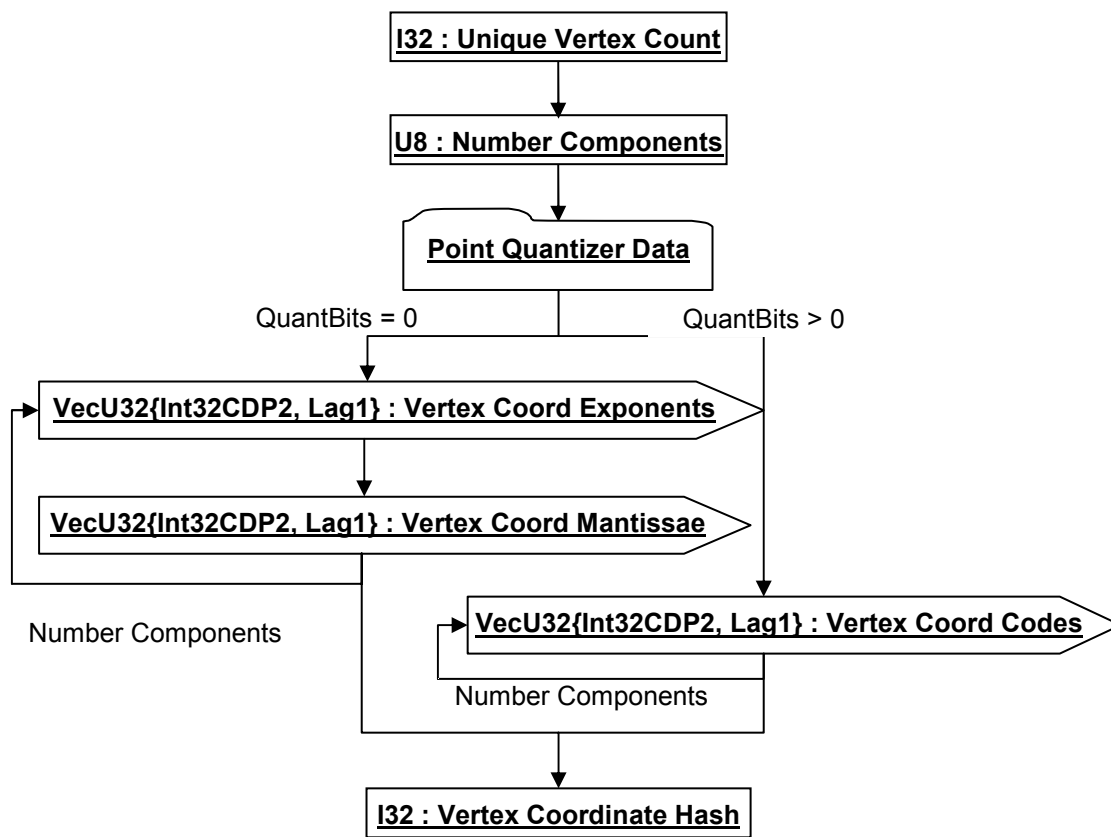 I32 : Unique Vertex Count
U8 : Number Components
Point Quantizer Data
QuantBits = 0
QuantBits > 0
VecU32{Int32CDP2, Lag1} : Vertex Coord Exponents
VecU32{Int32CDP2, Lag1} : Vertex Coord Mantissae
Number Components
VecU32{Int32CDP2, Lag1} : Vertex Coord Codes
Number Components
I32 : Vertex Coordinate Hash